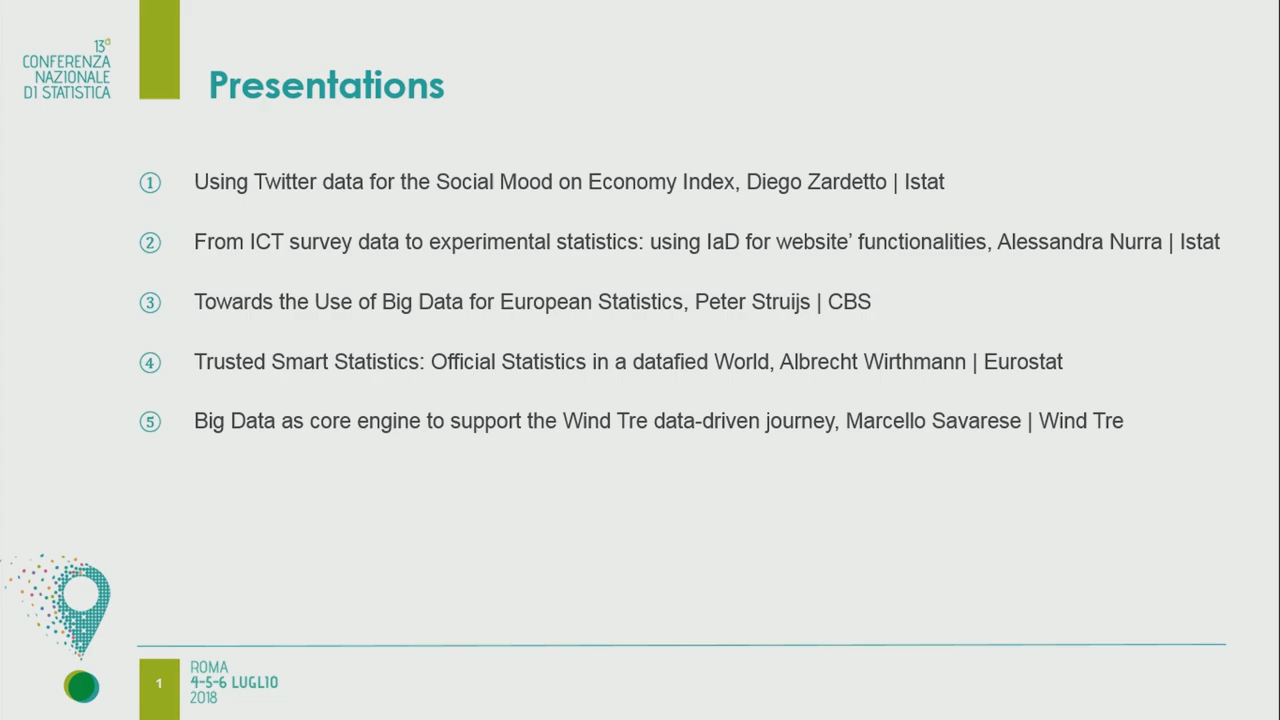 13ª
CONFERENZA
NAZIONALE
DI STATISTICA
Presentations
① Using Twitter data for the Social Mood on Economy Index, Diego Zardetto | Istat
② From ICT survey data to experimental statistics: using IaD for website’ functionalities, Alessandra Nurra | Istat
③ Towards the Use of Big Data for European Statistics, Peter Struijs | CBS
④ Trusted Smart Statistics: Official Statistics in a datafied World, Albrecht Wirthmann | Eurostat
⑤ Big Data as core engine to support the Wind Tre data-driven journey, Marcello Savarese | Wind Tre
1
ROMA
4-5-6 LUGLIO
2018